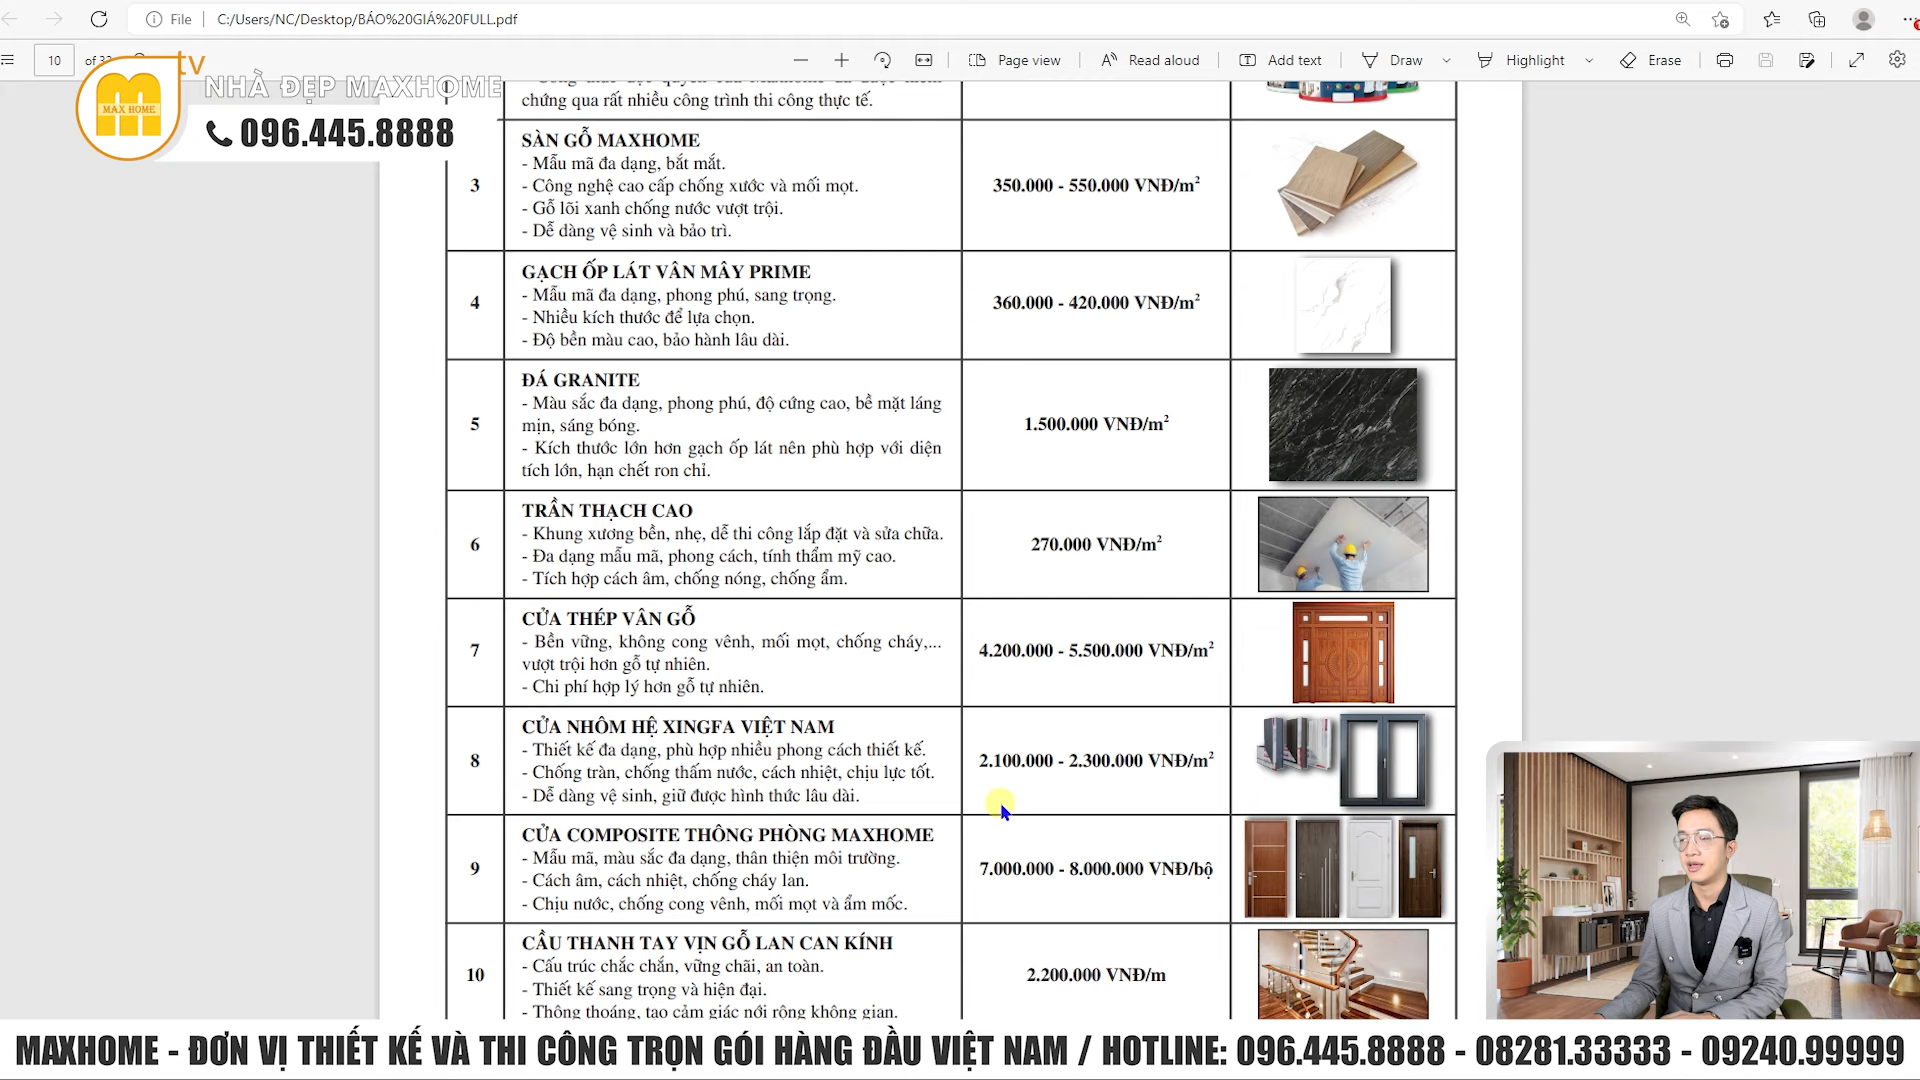 File
C:/Users/NC/Desktop/BÁO%20GIÁ%20FULL.pdf
10
of 33
Page view
Read aloud
Add text
Draw
Highlight
Erase
tv
NHÀ ĐẸP MAXHOME
MAX HOME
096.445.8888
chứng qua rất nhiều công trình thi công thực tế.
3
SÀN GỖ MAXHOME
- Mẫu mã đa dạng, bắt mắt.
- Công nghệ cao cấp chống xước và mối mọt.
- Gỗ lõi xanh chống nước vượt trội.
- Dễ dàng vệ sinh và bảo trì.
350.000 - 550.000 VNĐ/m²
4
GẠCH ỐP LÁT VÂN MÂY PRIME
- Mẫu mã đa dạng, phong phú, sang trọng.
- Nhiều kích thước để lựa chọn.
- Độ bền màu cao, bảo hành lâu dài.
360.000 - 420.000 VNĐ/m²
5
ĐÁ GRANITE
- Màu sắc đa dạng, phong phú, độ cứng cao, bề mặt láng
mịn, sáng bóng.
- Kích thước lớn hơn gạch ốp lát nên phù hợp với diện
tích lớn, hạn chết ron chỉ.
1.500.000 VNĐ/m²
6
TRẦN THẠCH CAO
- Khung xương bền, nhẹ, dễ thi công lắp đặt và sửa chữa.
- Đa dạng mẫu mã, phong cách, tính thẩm mỹ cao.
- Tích hợp cách âm, chống nóng, chống ẩm.
270.000 VNĐ/m²
7
CỬA THÉP VÂN GỖ
- Bền vững, không cong vênh, mối mọt, chống cháy,...
vượt trội hơn gỗ tự nhiên.
- Chi phí hợp lý hơn gỗ tự nhiên.
4.200.000 - 5.500.000 VNĐ/m²
8
CỬA NHÔM HỆ XINGFA VIỆT NAM
- Thiết kế đa dạng, phù hợp nhiều phong cách thiết kế.
- Chống tràn, chống thấm nước, cách nhiệt, chịu lực tốt.
- Dễ dàng vệ sinh, giữ được hình thức lâu dài.
2.100.000 - 2.300.000 VNĐ/m²
9
CỬA COMPOSITE THÔNG PHÒNG MAXHOME
- Mẫu mã, màu sắc đa dạng, thân thiện môi trường.
- Cách âm, cách nhiệt, chống cháy lan.
- Chịu nước, chống cong vênh, mối mọt và ẩm mốc.
7.000.000 - 8.000.000 VNĐ/bộ
10
CẦU THANH TAY VỊN GỖ LAN CAN KÍNH
- Cấu trúc chắc chắn, vững chãi, an toàn.
- Thiết kế sang trọng và hiện đại.
- Thông thoáng, tạo cảm giác nới rộng không gian.
2.200.000 VNĐ/m
MAXHOME - ĐƠN VỊ THIẾT KẾ VÀ THI CÔNG TRỌN GÓI HÀNG ĐẦU VIỆT NAM / HOTLINE: 096.445.8888 - 08281.33333 - 09240.99999